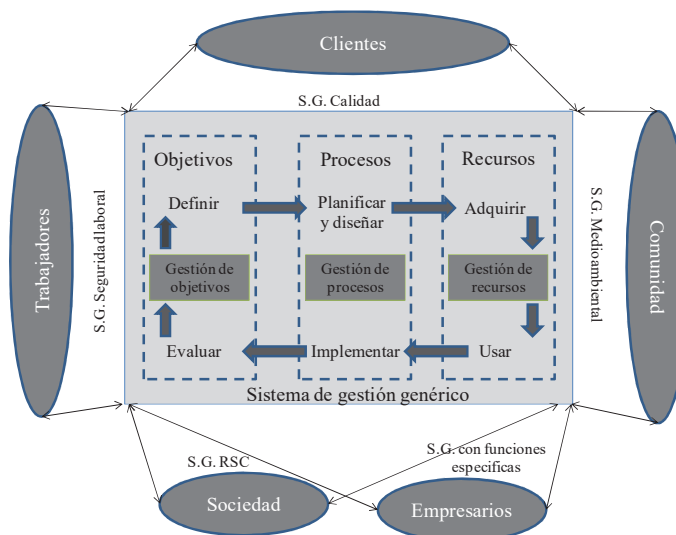 Clientes
S.G. Calidad
Trabajadores
S.G. Seguridad laboral
Objetivos
Procesos
Recursos
Definir
Planificar
y diseñar
Adquirir
Gestión de
objetivos
Gestión de
procesos
Gestión de
recursos
Evaluar
Implementar
Usar
Sistema de gestión genérico
S.G. Medioambiental
Comunidad
S.G. RSC
S.G. con funciones
especificas
Sociedad
Empresarios